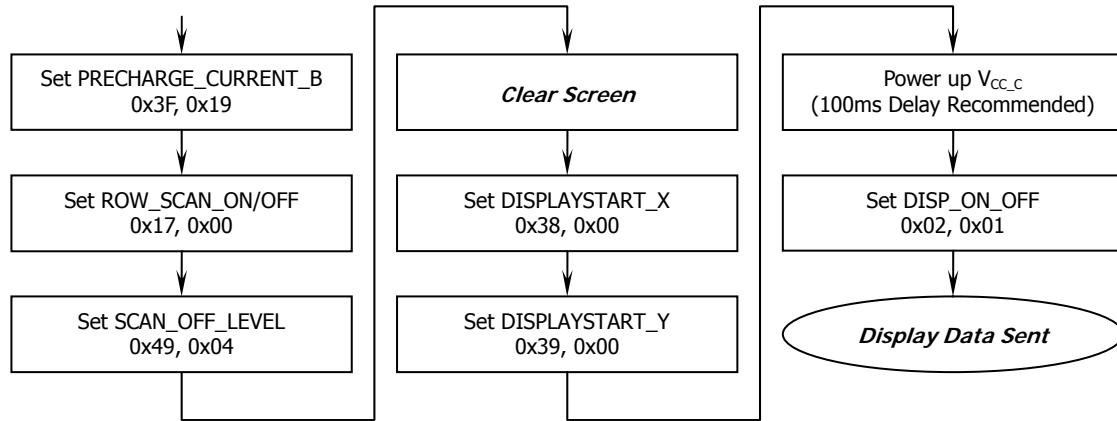 Set PRECHARGE_CURRENT_B
0x3F, 0x19
Set ROW_SCAN_ON/OFF
0x17, 0x00
Set SCAN_OFF_LEVEL
0x49, 0x04
Clear Screen
Set DISPLAYSTART_X
0x38, 0x00
Set DISPLAYSTART_Y
0x39, 0x00
Power up VCC_C
(100ms Delay Recommended)
Set DISP_ON_OFF
0x02, 0x01
Display Data Sent